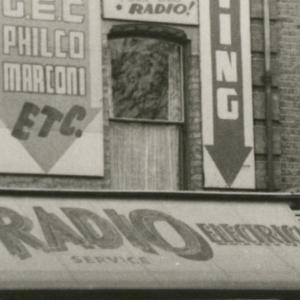 G.E.C
PHILCO
MARCONI
ETC.
RADIO!
ING
RADIO ELECTRIC
SERVICE